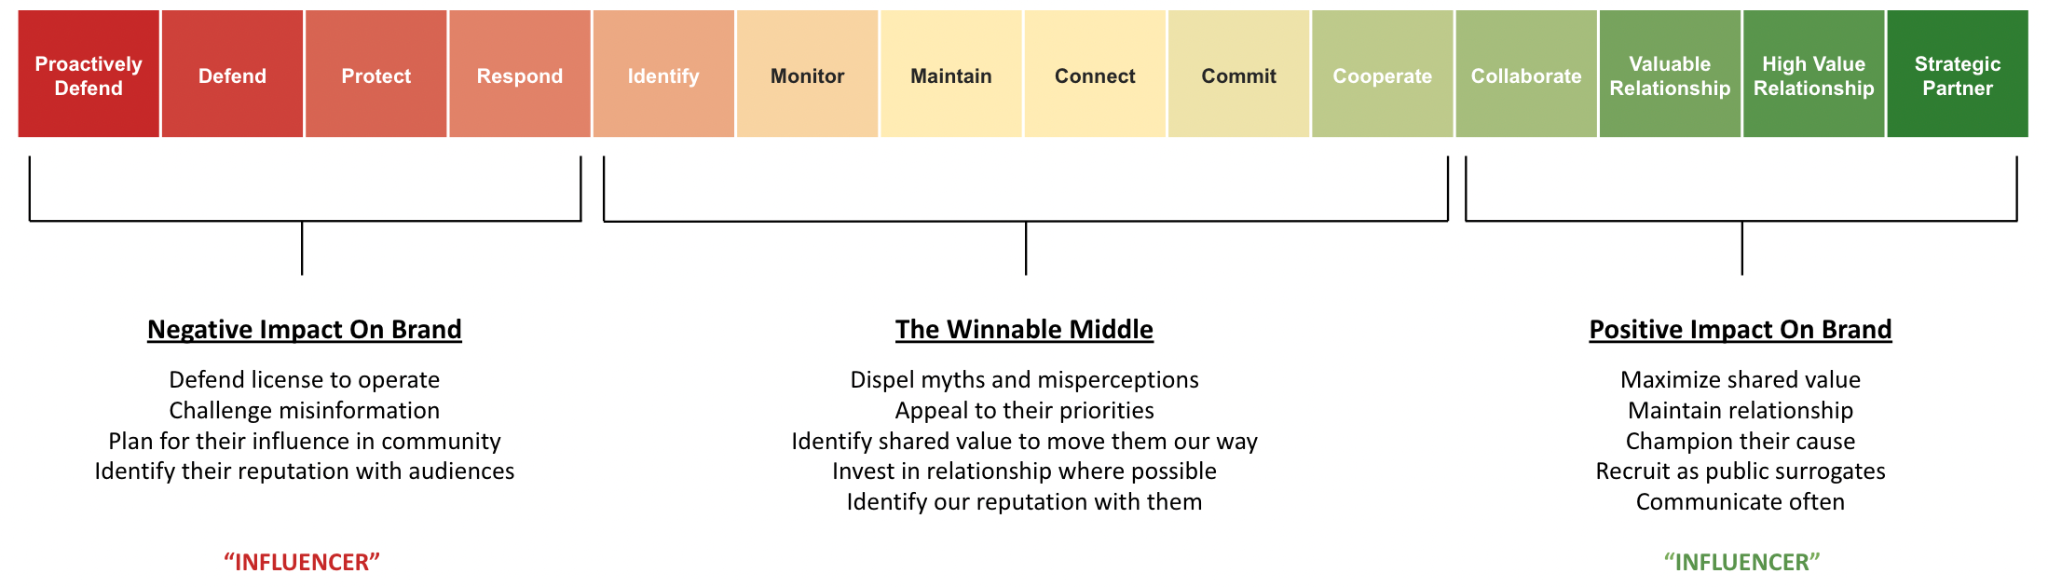 Proactively
Defend
Defend
Protect
Respond
Identify
Monitor
Maintain
Connect
Commit
Cooperate
Collaborate
Valuable
Relationship
High Value
Relationship
Strategic
Partner
Negative Impact On Brand
Defend license to operate
Challenge misinformation
Plan for their influence in community
Identify their reputation with audiences
“INFLUENCER”
The Winnable Middle
Dispel myths and misperceptions
Appeal to their priorities
Identify shared value to move them our way
Invest in relationship where possible
Identify our reputation with them
Positive Impact On Brand
Maximize shared value
Maintain relationship
Champion their cause
Recruit as public surrogates
Communicate often
“INFLUENCER”